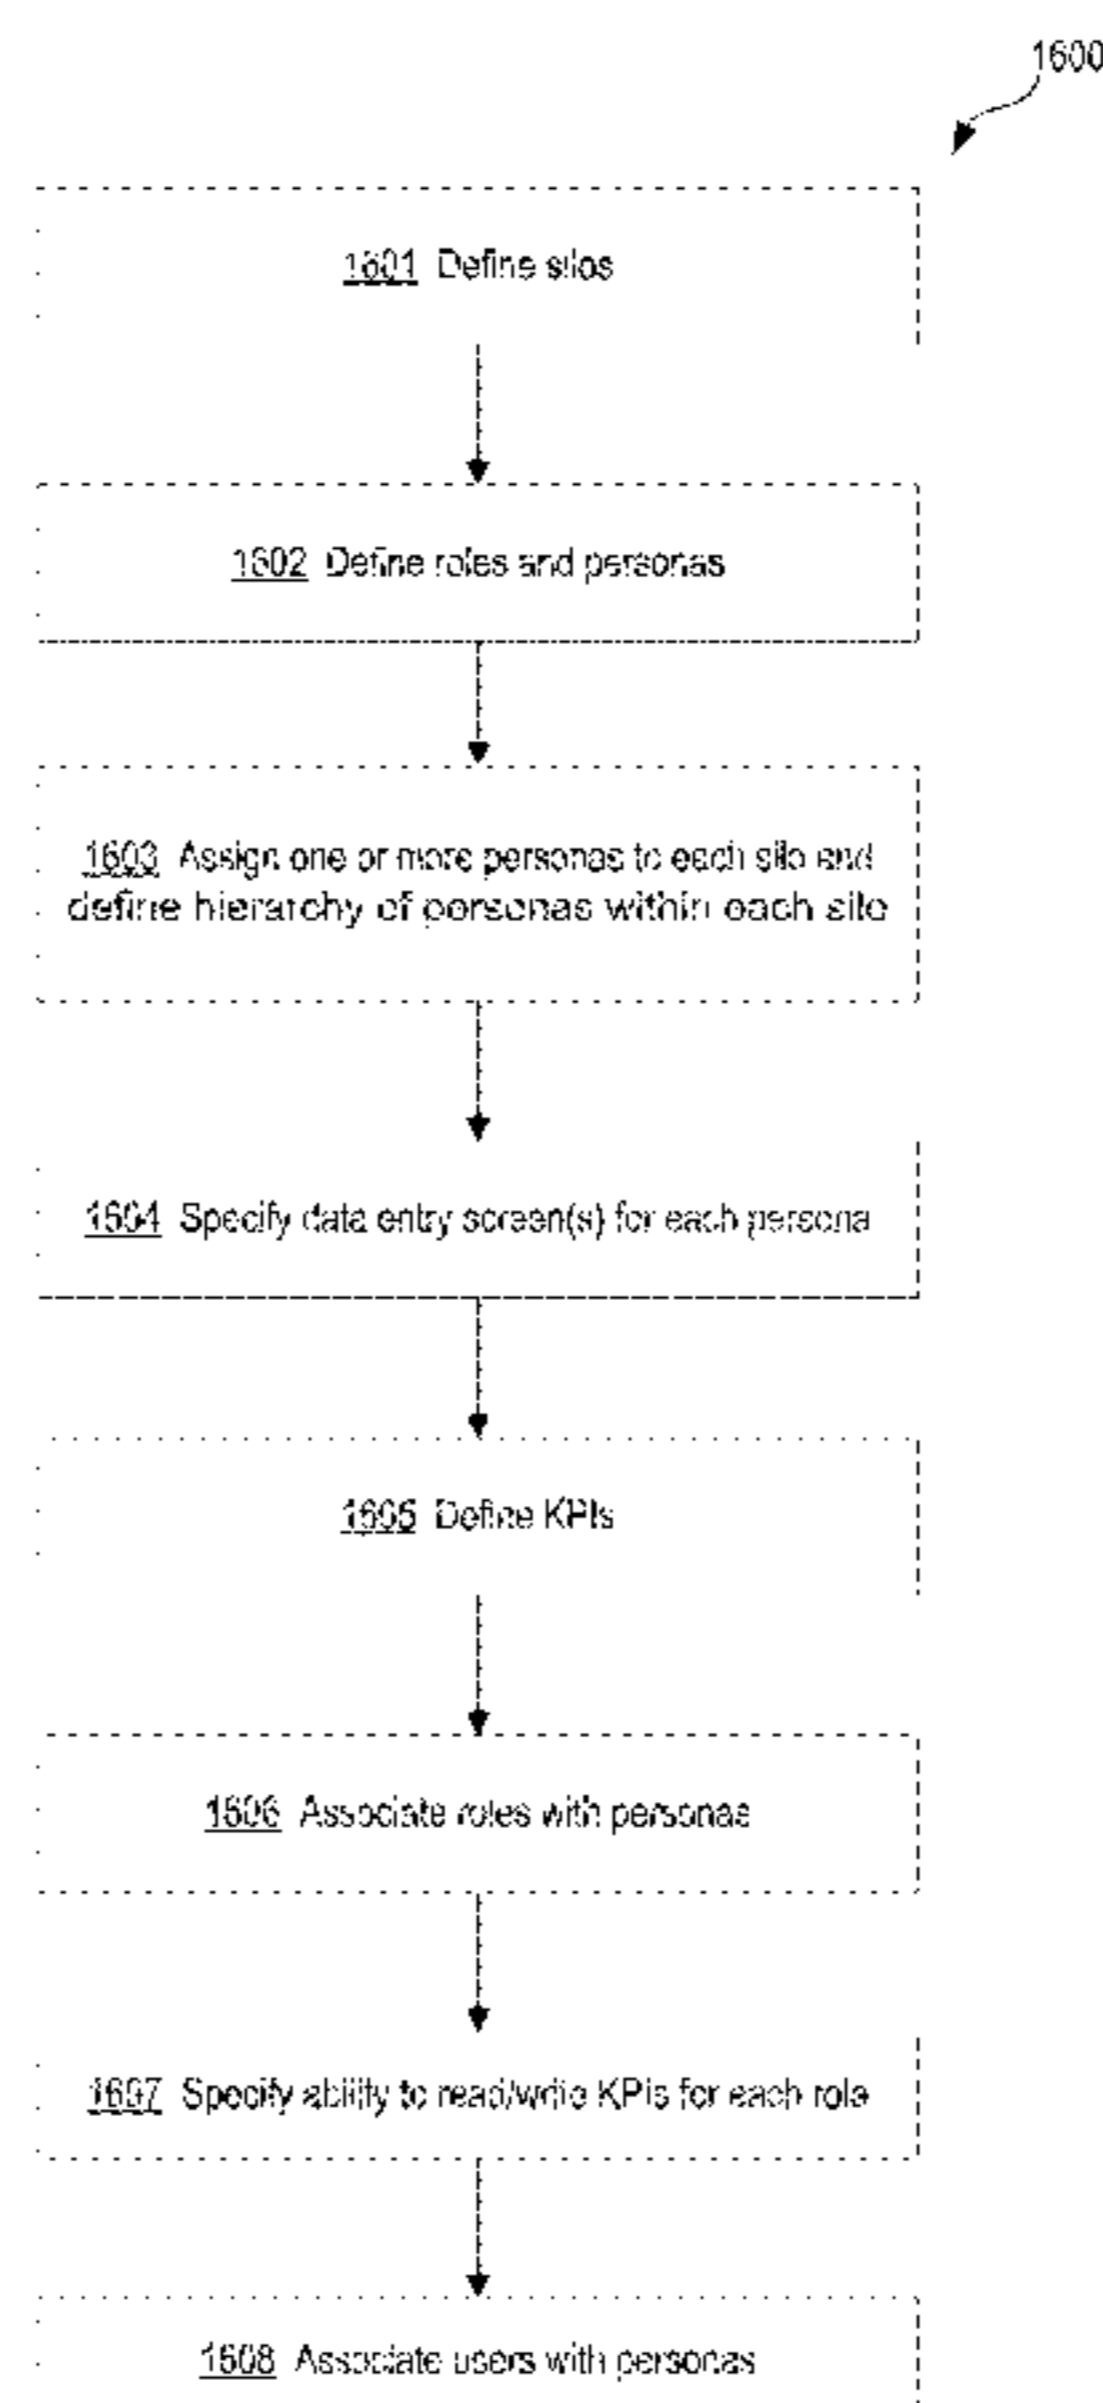 1600
1601 Define silos
1602 Define roles and personas
1603 Assign one or more personas to each silo and
define hierarchy of personas within each silo
1604 Specify data entry screen(s) for each persona
1605 Define KPIs
1606 Associate roles with personas
1607 Specify ability to read/write KPIs for each role
1608 Associate users with personas